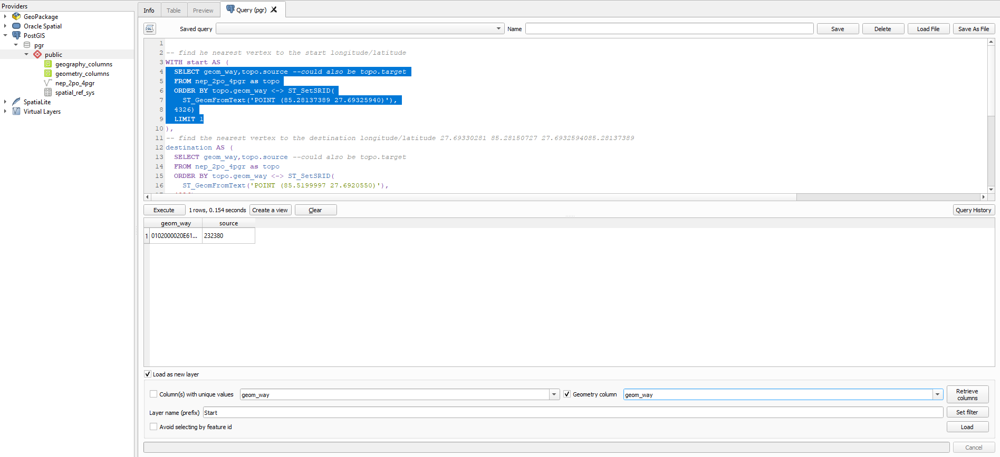 Providers
GeoPackage
Oracle Spatial
PostGIS
pgr
public
geography_columns
geometry_columns
nep_2po_4pgr
spatial_ref_sys
SpatiaLite
Virtual Layers
Info Table Preview Query (pgr)
Saved query Name Save Delete Load File Save As File
1
2 -- find he nearest vertex to the start longitude/latitude
3 WITH start AS (
4 SELECT geom_way,topo.source --could also be topo.target
5 FROM nep_2po_4pgr as topo
6 ORDER BY topo.geom_way <-> ST_SetSRID(
7 ST_GeomFromText('POINT (85.28137389 27.69325940)'),
8 4326)
9 LIMIT 1
10 ),
11 -- find the nearest vertex to the destination longitude/latitude 27.69330281 85.28150727 27.6932594085.28137389
12 destination AS (
13 SELECT geom_way,topo.source --could also be topo.target
14 FROM nep_2po_4pgr as topo
15 ORDER BY topo.geom_way <-> ST_SetSRID(
16 ST_GeomFromText('POINT (85.5199997 27.6920550)'),
Execute 1 rows, 0.154 seconds Create a view Clear Query History
geom_way source
1 0102000020E61... 232380
Load as new layer
Column(s) with unique values geom_way Geometry column geom_way Retrieve columns
Layer name (prefix) Start Set filter
Avoid selecting by feature id Load
Cancel